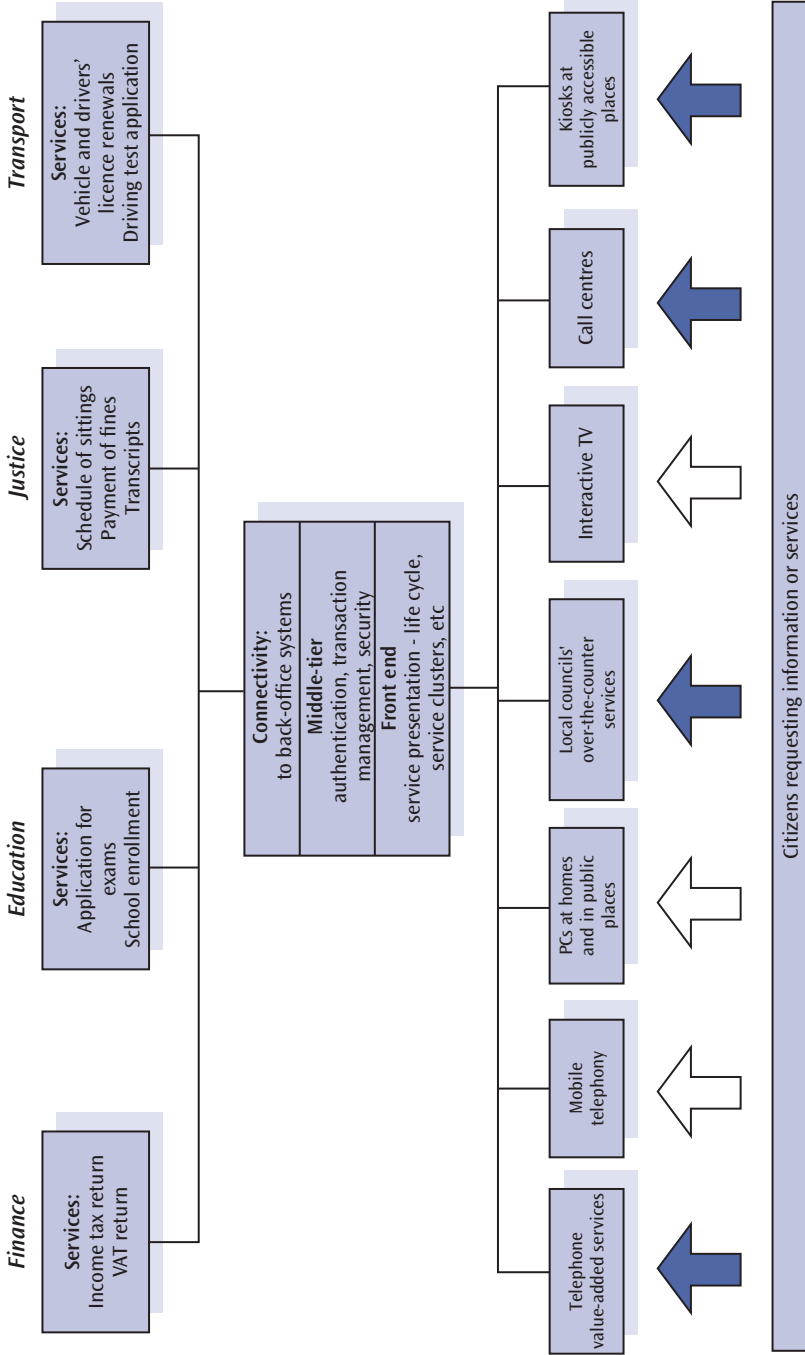 Finance
Services:
Income tax return
VAT return
Education
Services:
Application for
exams
School enrollment
Justice
Services:
Schedule of sittings
Payment of fines
Transcripts
Transport
Services:
Vehicle and drivers'
licence renewals
Driving test application
Connectivity:
to back-office systems
Middle-tier
authentication, transaction
management, security
Front end
service presentation - life cycle,
service clusters, etc
Telephone
value-added services
Mobile
telephony
PCs at homes
and in public
places
Local councils'
over-the-counter
services
Interactive TV
Call centres
Kiosks at
publicly accessible
places
Citizens requesting information or services